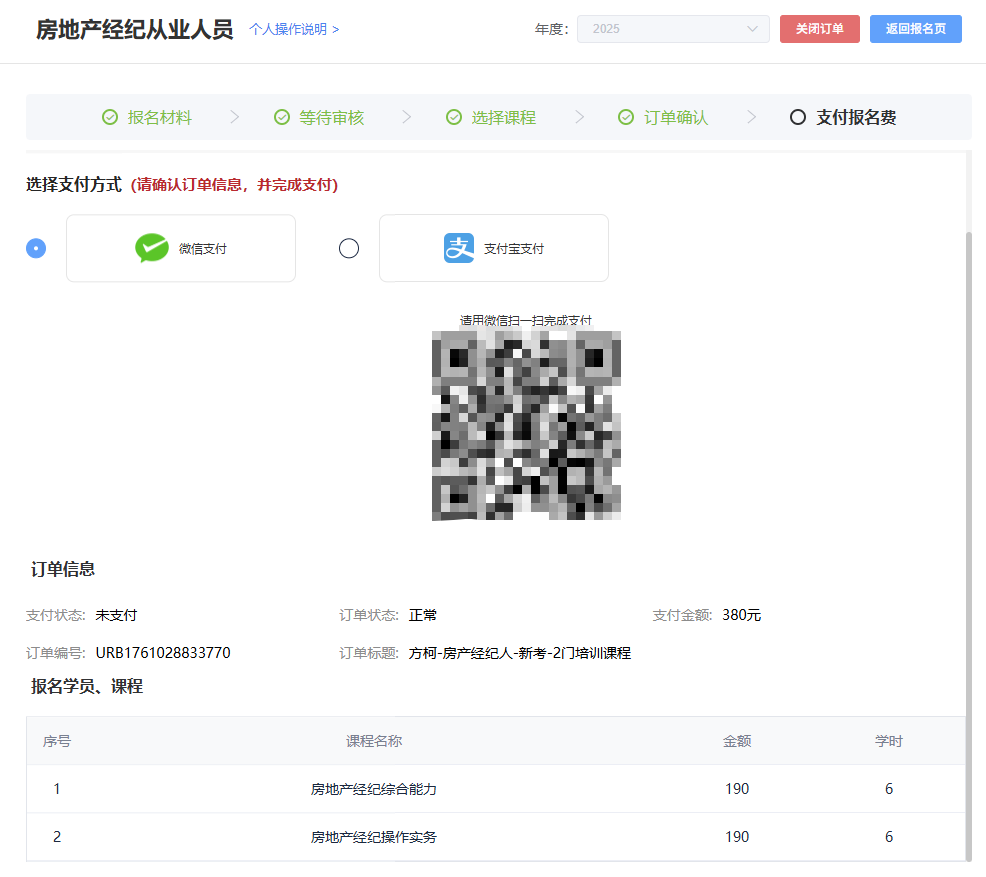 房地产经纪从业人员 个人操作说明 > 年度： 2025 关闭订单 返回报名页
报名材料 等待审核 选择课程 订单确认 支付报名费
选择支付方式 (请确认订单信息，并完成支付)
微信支付 支付宝支付
请用微信扫一扫完成支付
订单信息
支付状态: 未支付 订单状态: 正常 支付金额: 380元
订单编号: URB1761028833770 订单标题: 方柯-房产经纪人-新考-2门培训课程
报名学员、课程
序号 课程名称 金额 学时
1 房地产经纪综合能力 190 6
2 房地产经纪操作实务 190 6